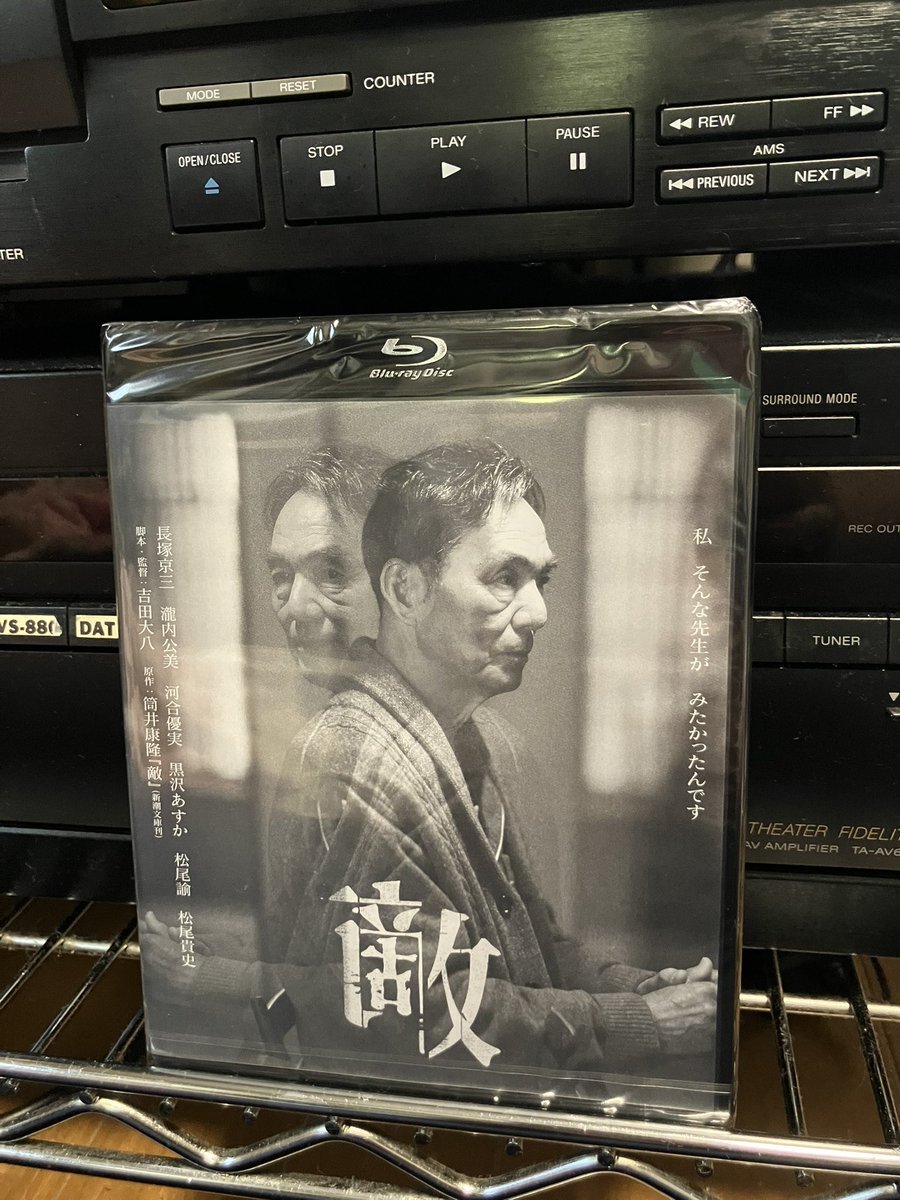 MODE RESET COUNTER
OPEN/CLOSE
STOP PLAY PAUSE
REW FF
AMS
PREVIOUS NEXT
TER
Blu-ray Disc
SURROUND MODE
REC OUT
DAT
TUNER
THEATER FIDELIT
AV AMPLIFIER TA-AV6
私 そんな先生が みたかったんです
長塚京三 瀧内公美 河合優実 黒沢あすか 松尾諭 松尾貴史
脚本・監督：吉田大八 原作：筒井康隆『敵』(新潮文庫刊)
敵